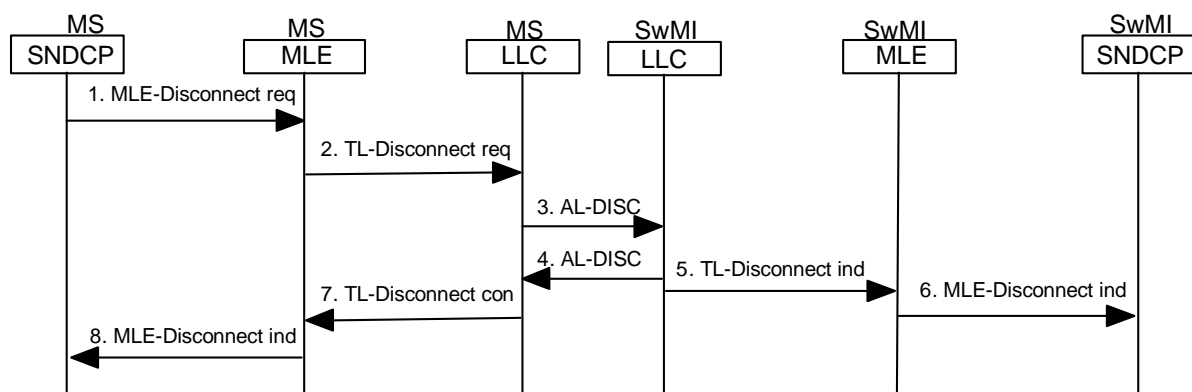 MS
MS
MS
SwMI
SwMI
SwMI
SNDCP
MLE
LLC
LLC
MLE
SNDCP
1. MLE-Disconnect req
2. TL-Disconnect req
3. AL-DISC
4. AL-DISC
5. TL-Disconnect ind
6. MLE-Disconnect ind
7. TL-Disconnect con
8. MLE-Disconnect ind